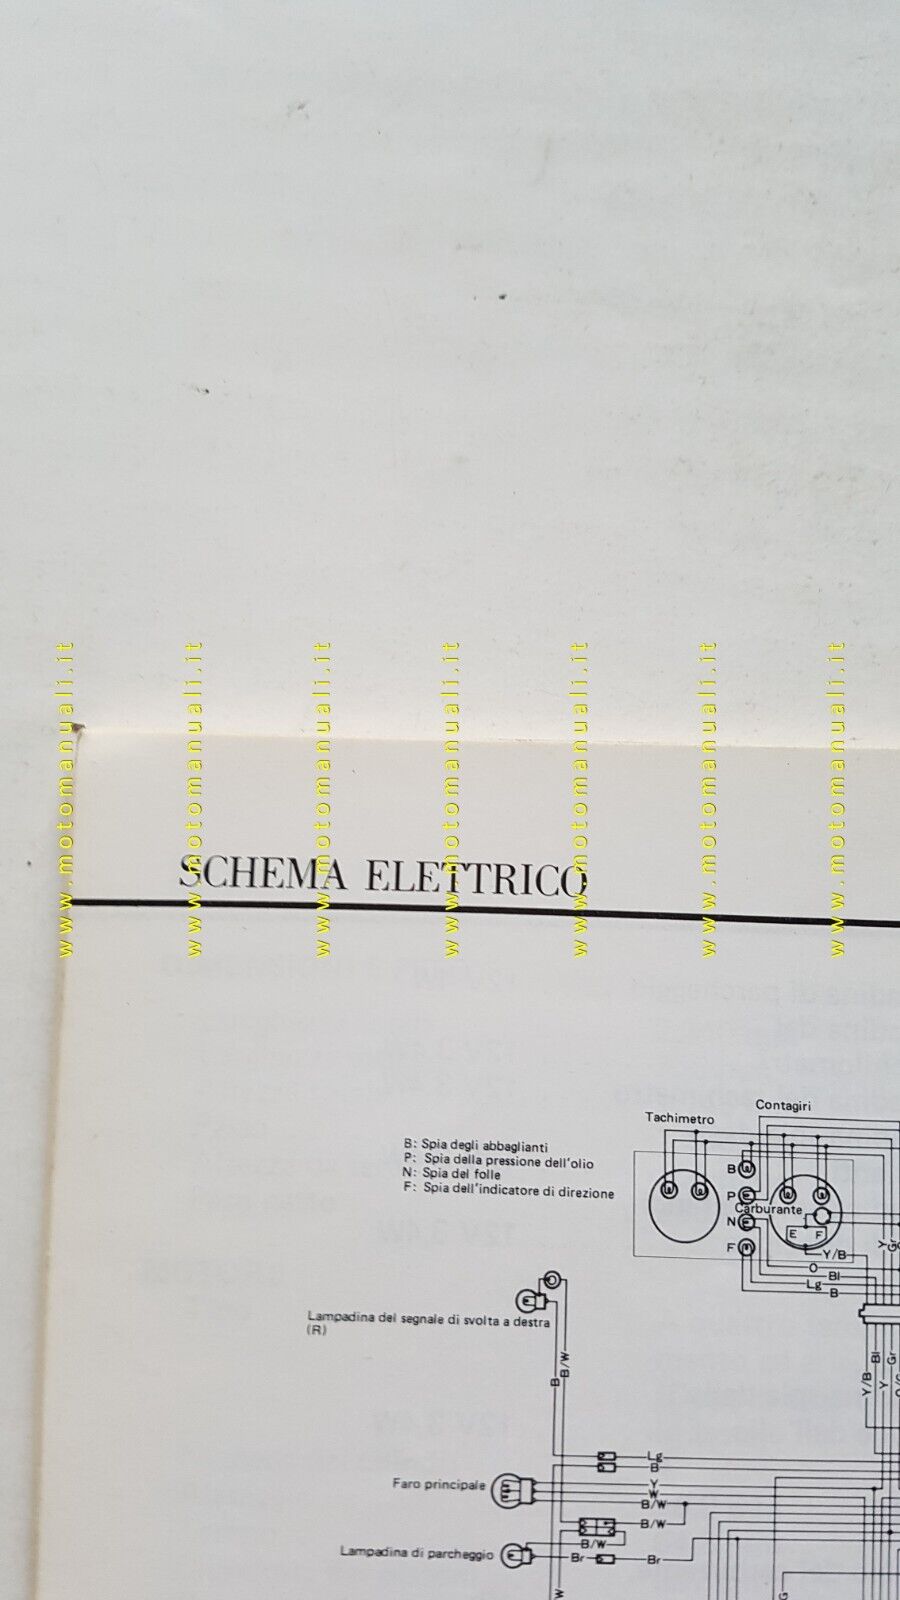 www.motomanuali.it www.motomanuali.it www.motomanuali.it www.motomanuali.it www.motomanuali.it www.motomanuali.it www.motomanuali.it
SCHEMA ELETTRICO
Contagiri
Tachimetro
B: Spia degli abbaglianti
P: Spia della pressione dell'olio
N: Spia del folle
F: Spia dell'indicatore di direzione
B
P
Carburante
N
E F
F
Y/B
Y
Gr
O
Bl
Lg
B
Lampadina del segnale di svolta a destra
(R)
B
B/W
Y/B
Bl
Y
Gr
Lg
B
Faro principale
Y
W
B/W
B/W
B/W
Lampadina di parcheggio
Br
Br
W
G